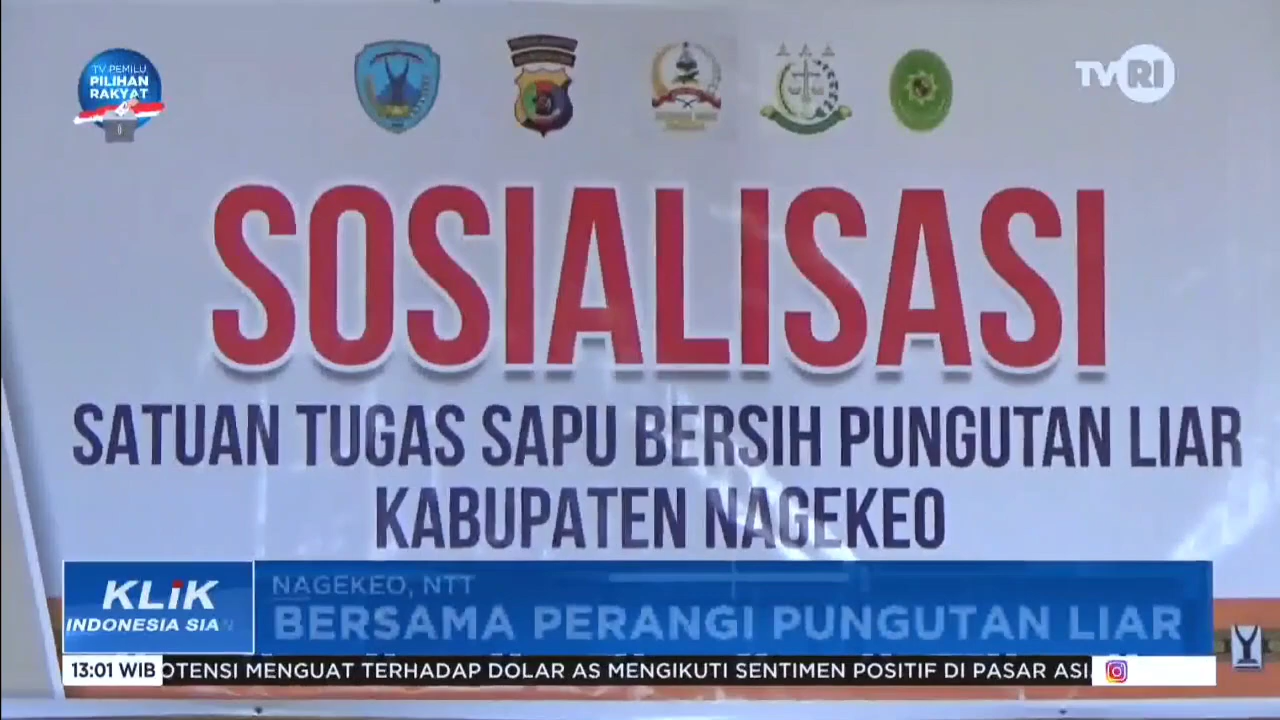 TV PEMILU
PILIHAN
RAKYAT
TVRI
SOSIALISASI
SATUAN TUGAS SAPU BERSIH PUNGUTAN LIAR
KABUPATEN NAGEKEO
KLiK
INDONESIA SIAN
NAGEKEO, NTT
BERSAMA PERANGI PUNGUTAN LIAR
13:01 WIB
OTENSI MENGUAT TERHADAP DOLAR AS MENGIKUTI SENTIMEN POSITIF DI PASAR ASI